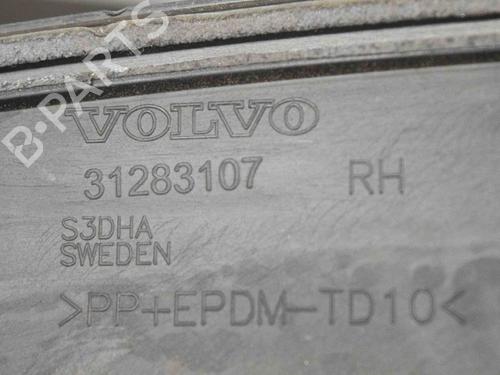 B-PARTS
VOLVO
31283107 RH
S3DHA
SWEDEN
>PP+EPDM-TD10<